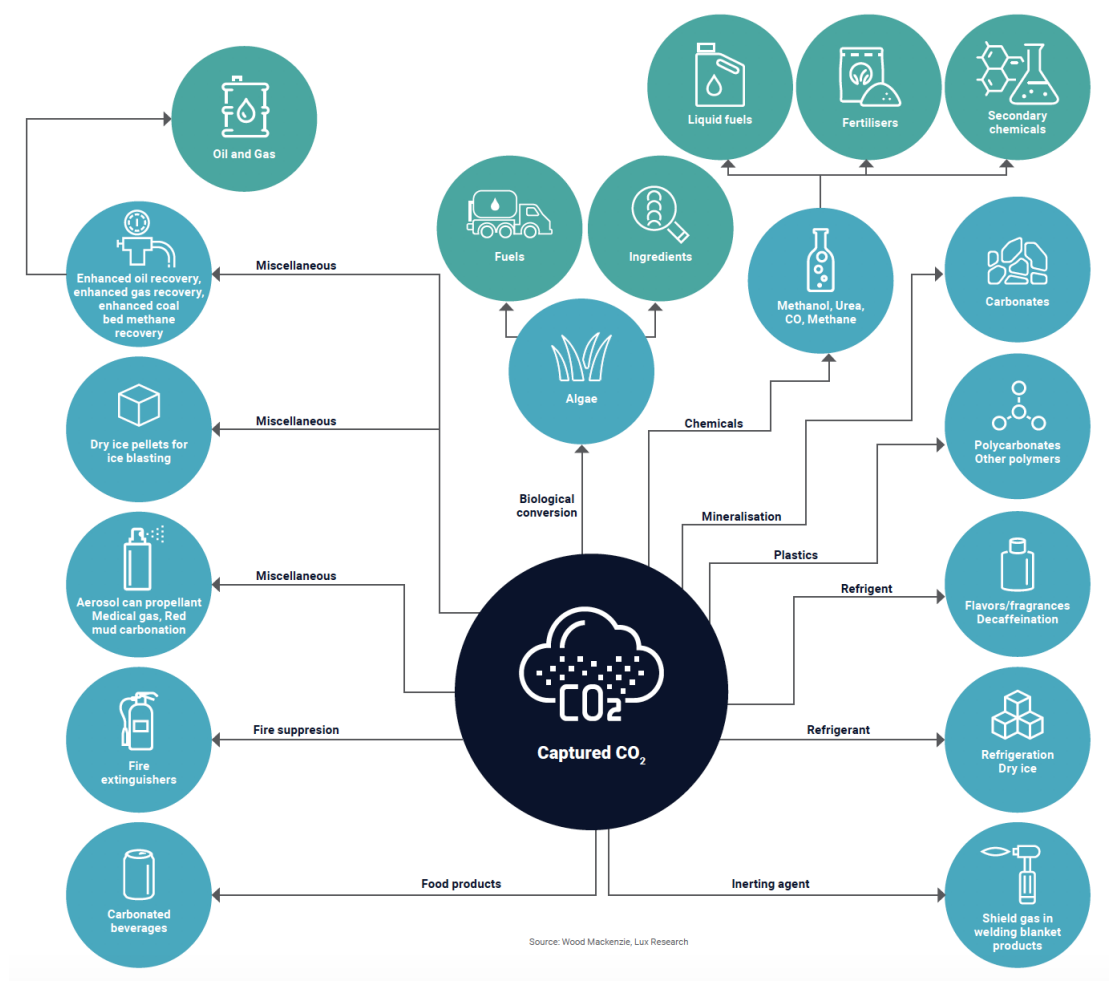 Liquid fuels
Fertilisers
Secondary
chemicals
Oil and Gas
Fuels
Ingredients
Miscellaneous
Enhanced oil recovery,
enhanced gas recovery,
enhanced coal
bed methane
recovery
Methanol, Urea,
CO, Methane
Carbonates
Algae
Miscellaneous
Dry ice pellets for
ice blasting
Chemicals
Polycarbonates
Other polymers
Biological
conversion
Mineralisation
Plastics
Miscellaneous
Aerosol can propellant
Medical gas, Red
mud carbonation
Refrigent
Flavors/fragrances
Decaffeination
CO2
Captured CO2
Fire suppresion
Fire
extinguishers
Refrigerant
Refrigeration
Dry ice
Food products
Carbonated
beverages
Inerting agent
Shield gas in
welding blanket
products
Source: Wood Mackenzie, Lux Research